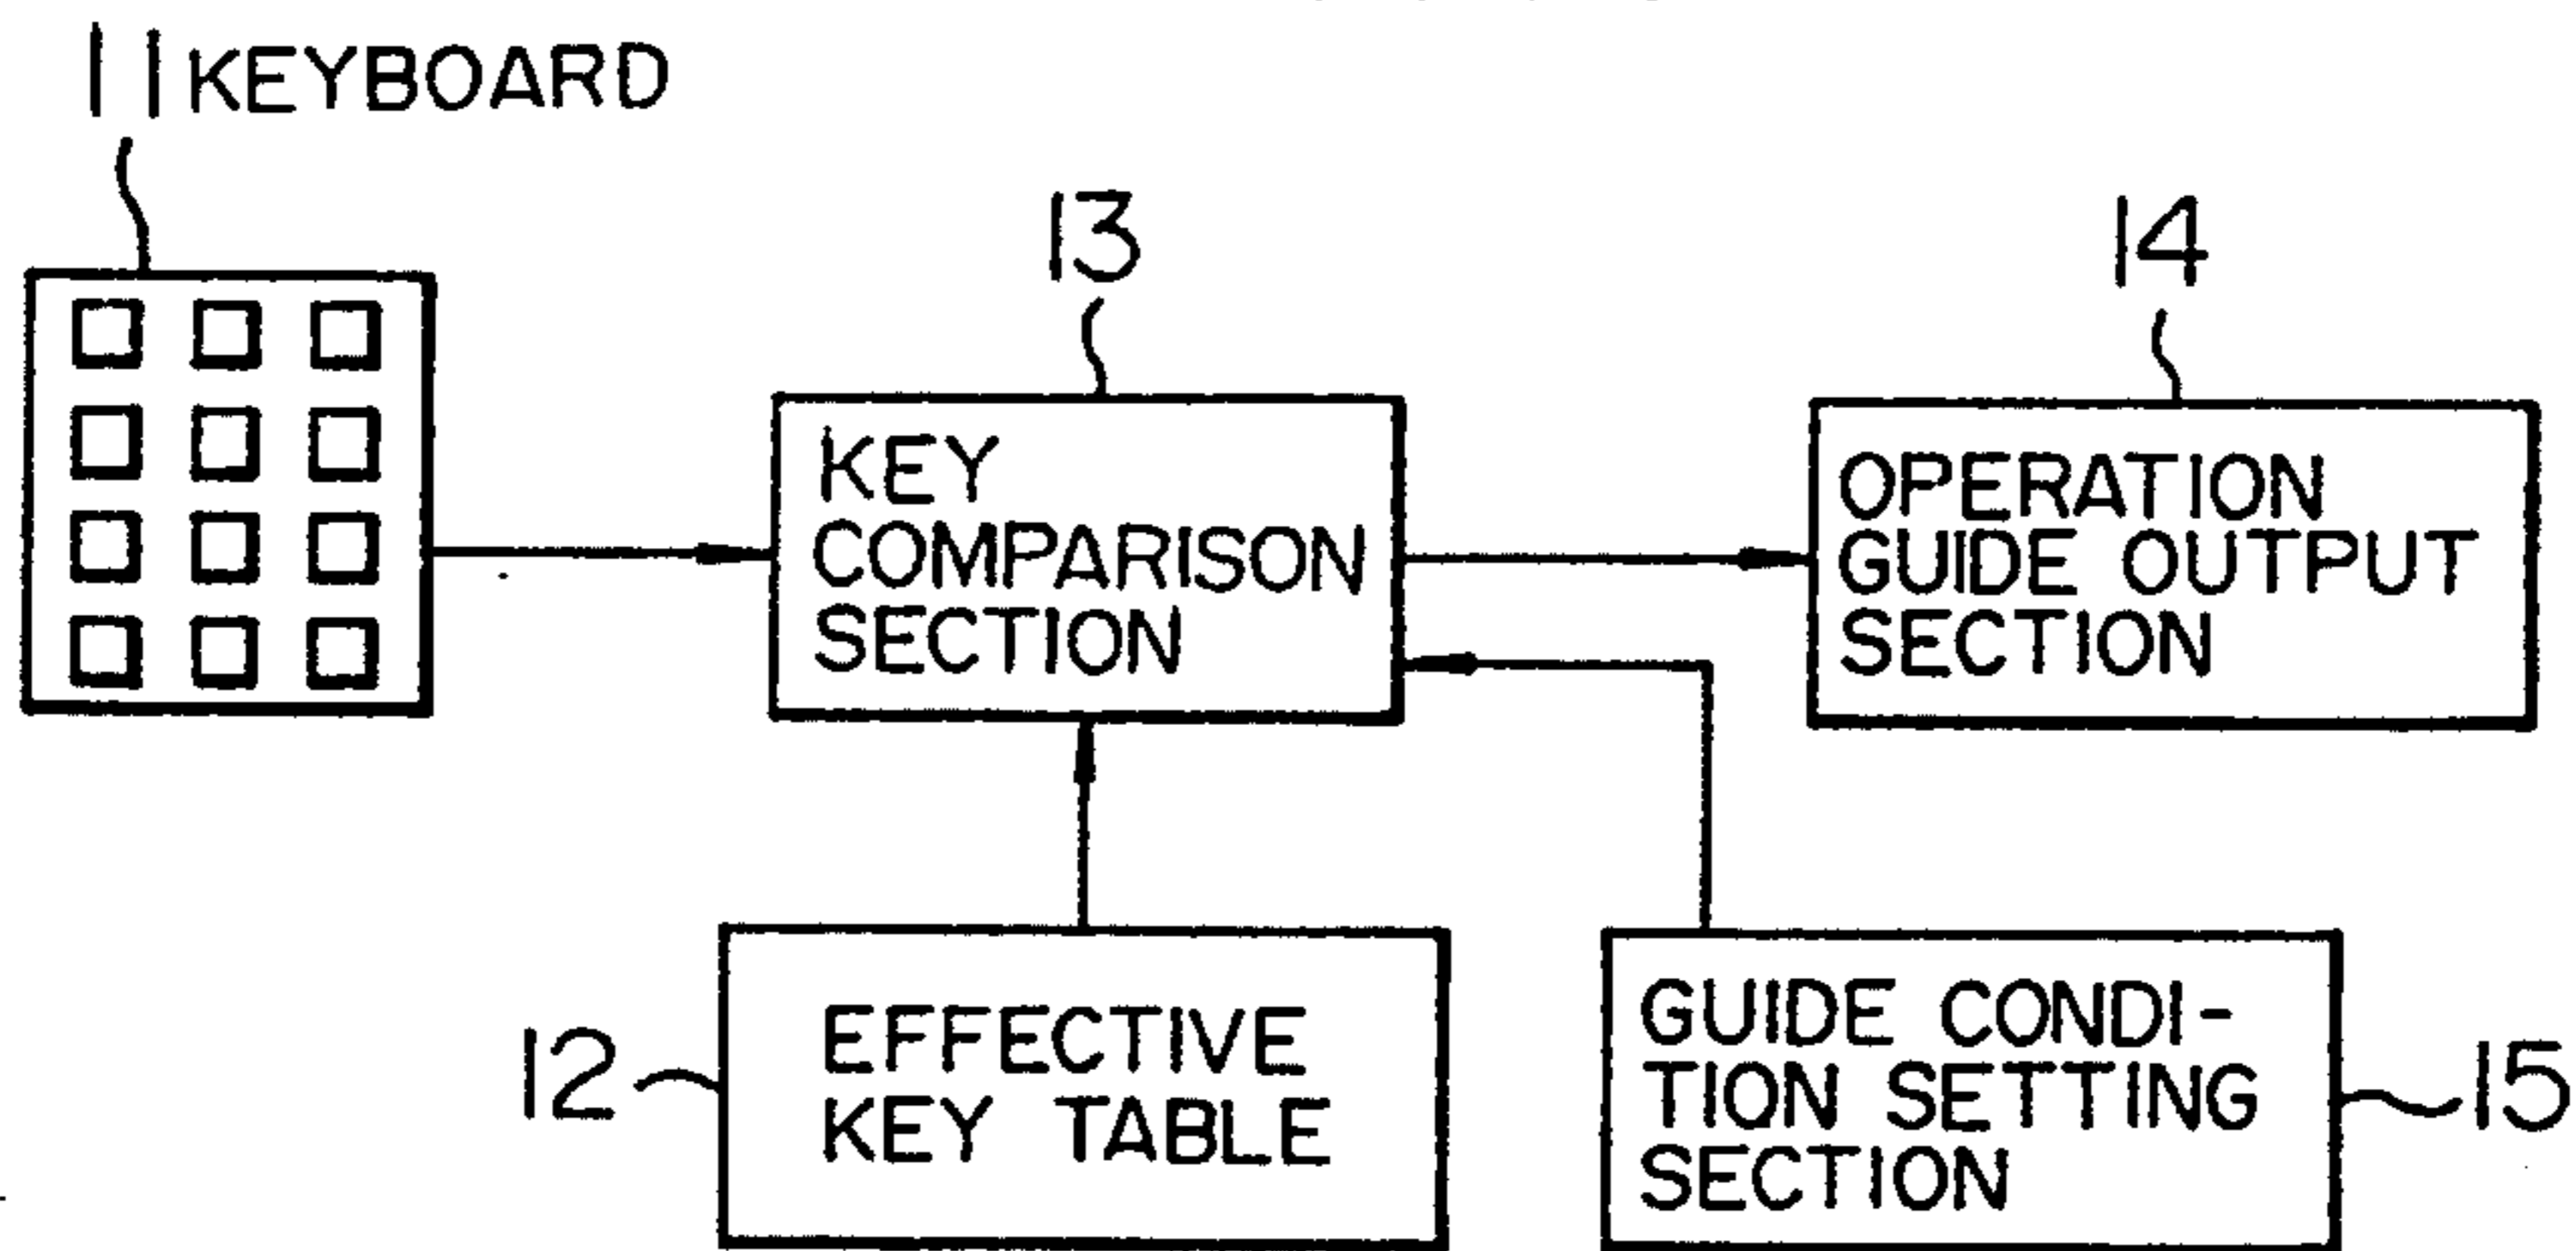 11 KEYBOARD
13
14
KEY
COMPARISON
SECTION
OPERATION
GUIDE OUTPUT
SECTION
12
EFFECTIVE
KEY TABLE
GUIDE CONDI-
TION SETTING
SECTION
15